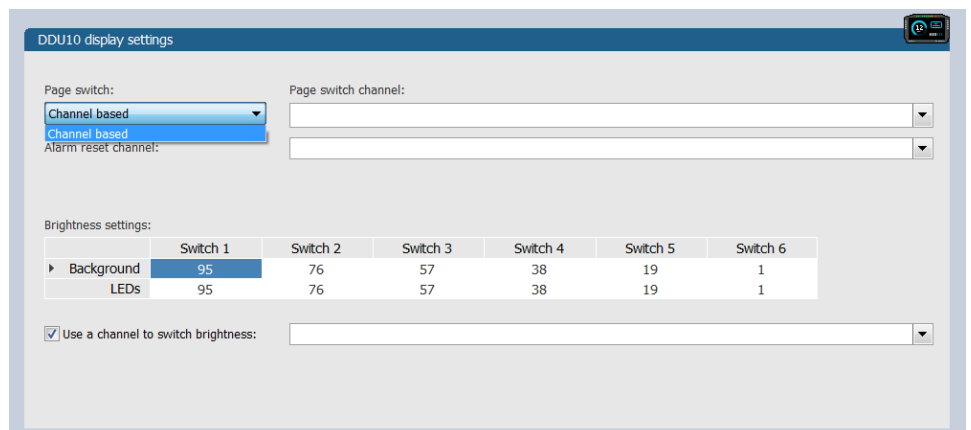 DDU10 display settings
12
Page switch: Page switch channel:
Channel based
Channel based
Alarm reset channel:
Brightness settings:
Switch 1 Switch 2 Switch 3 Switch 4 Switch 5 Switch 6
Background 95 76 57 38 19 1
LEDs 95 76 57 38 19 1
Use a channel to switch brightness: